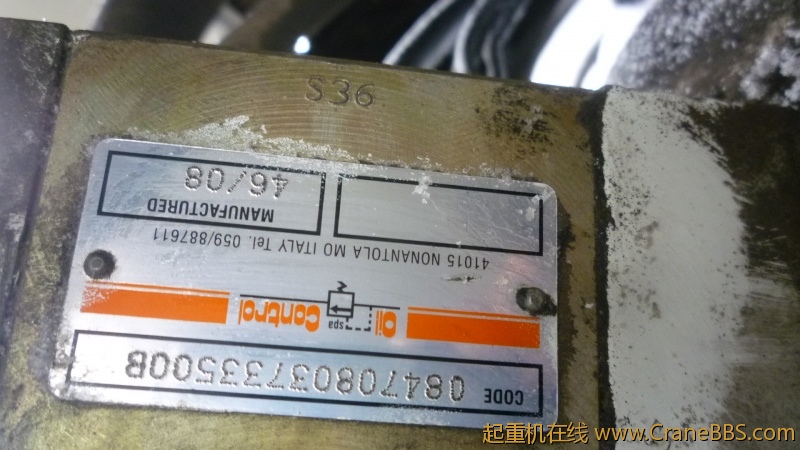 S36
CODE 08470803733500B
Oil Control
spa
41015 NONANTOLA MO ITALY Tel. 059/887611
MANUFACTURED
46/08
起重机在线 www.CraneBBS.com